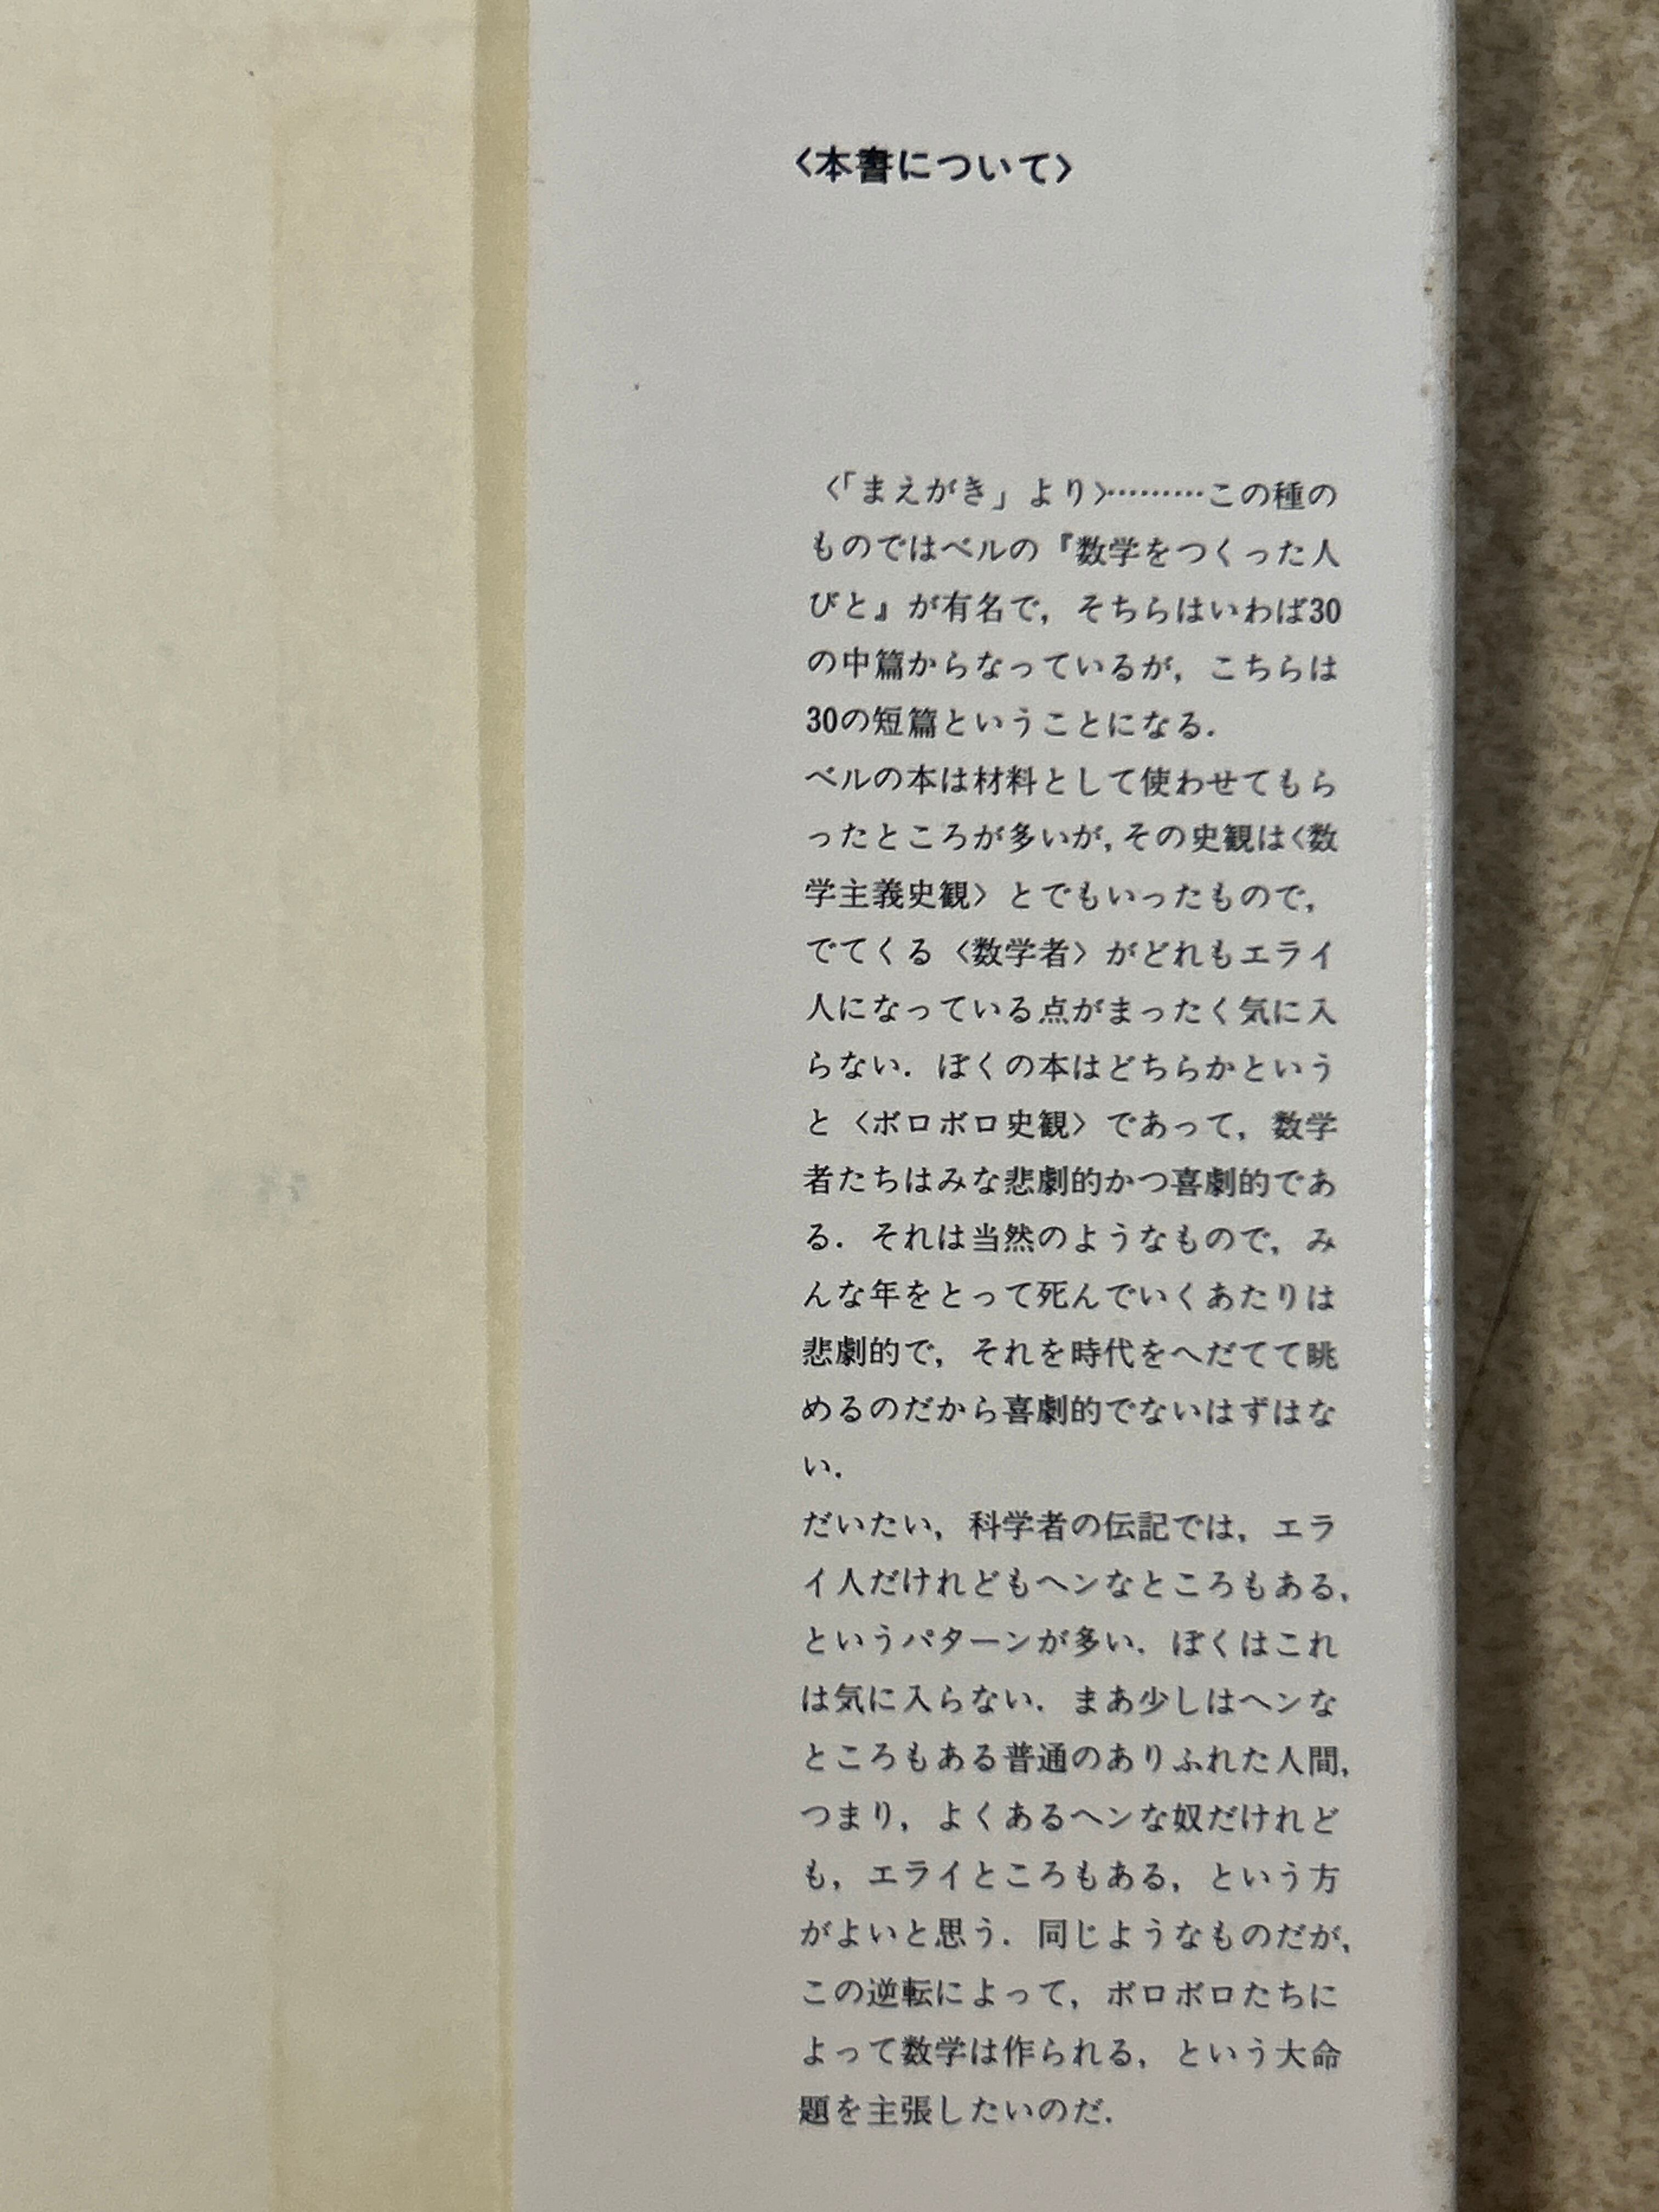 〈本書について〉
〈「まえがき」より〉………この種の
ものではベルの『数学をつくった人
びと』が有名で，そちらはいわば30
の中篇からなっているが，こちらは
30の短篇ということになる．
ベルの本は材料として使わせてもら
ったところが多いが，その史観は〈数
学主義史観〉とでもいったもので，
でてくる〈数学者〉がどれもエライ
人になっている点がまったく気に入
らない．ぼくの本はどちらかという
と〈ボロボロ史観〉であって，数学
者たちはみな悲劇的かつ喜劇的であ
る．それは当然のようなもので，み
んな年をとって死んでいくあたりは
悲劇的で，それを時代をへだてて眺
めるのだから喜劇的でないはずはな
い．
だいたい，科学者の伝記では，エラ
イ人だけれどもヘンなところもある，
というパターンが多い．ぼくはこれ
は気に入らない．まあ少しはヘンな
ところもある普通のありふれた人間，
つまり，よくあるヘンな奴だけれど
も，エライところもある，という方
がよいと思う．同じようなものだが，
この逆転によって，ボロボロたちに
よって数学は作られる，という大命
題を主張したいのだ．